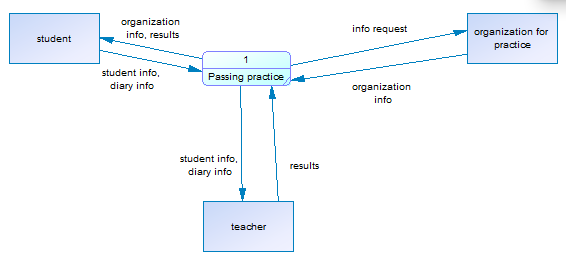 organization
info, results
student
student info,
diary info
1
Passing practice
info request
organization for
practice
organization
info
student info,
diary info
results
teacher